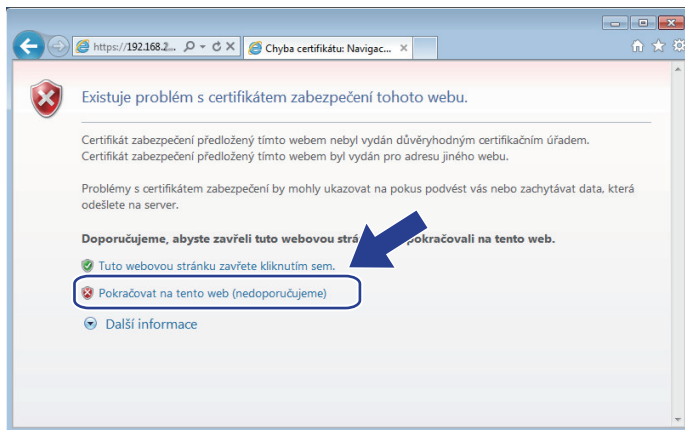 https://192.168.2... Chyba certifikátu: Navigac...
Existuje problém s certifikátem zabezpečení tohoto webu.
Certifikát zabezpečení předložený tímto webem nebyl vydán důvěryhodným certifikačním úřadem.
Certifikát zabezpečení předložený tímto webem byl vydán pro adresu jiného webu.
Problémy s certifikátem zabezpečení by mohly ukazovat na pokus podvést vás nebo zachytávat data, která
odešlete na server.
Doporučujeme, abyste zavřeli tuto webovou pokračovali na tento web.
Tuto webovou stránku zavřete kliknutím sem.
Pokračovat na tento web (nedoporučujeme)
Další informace